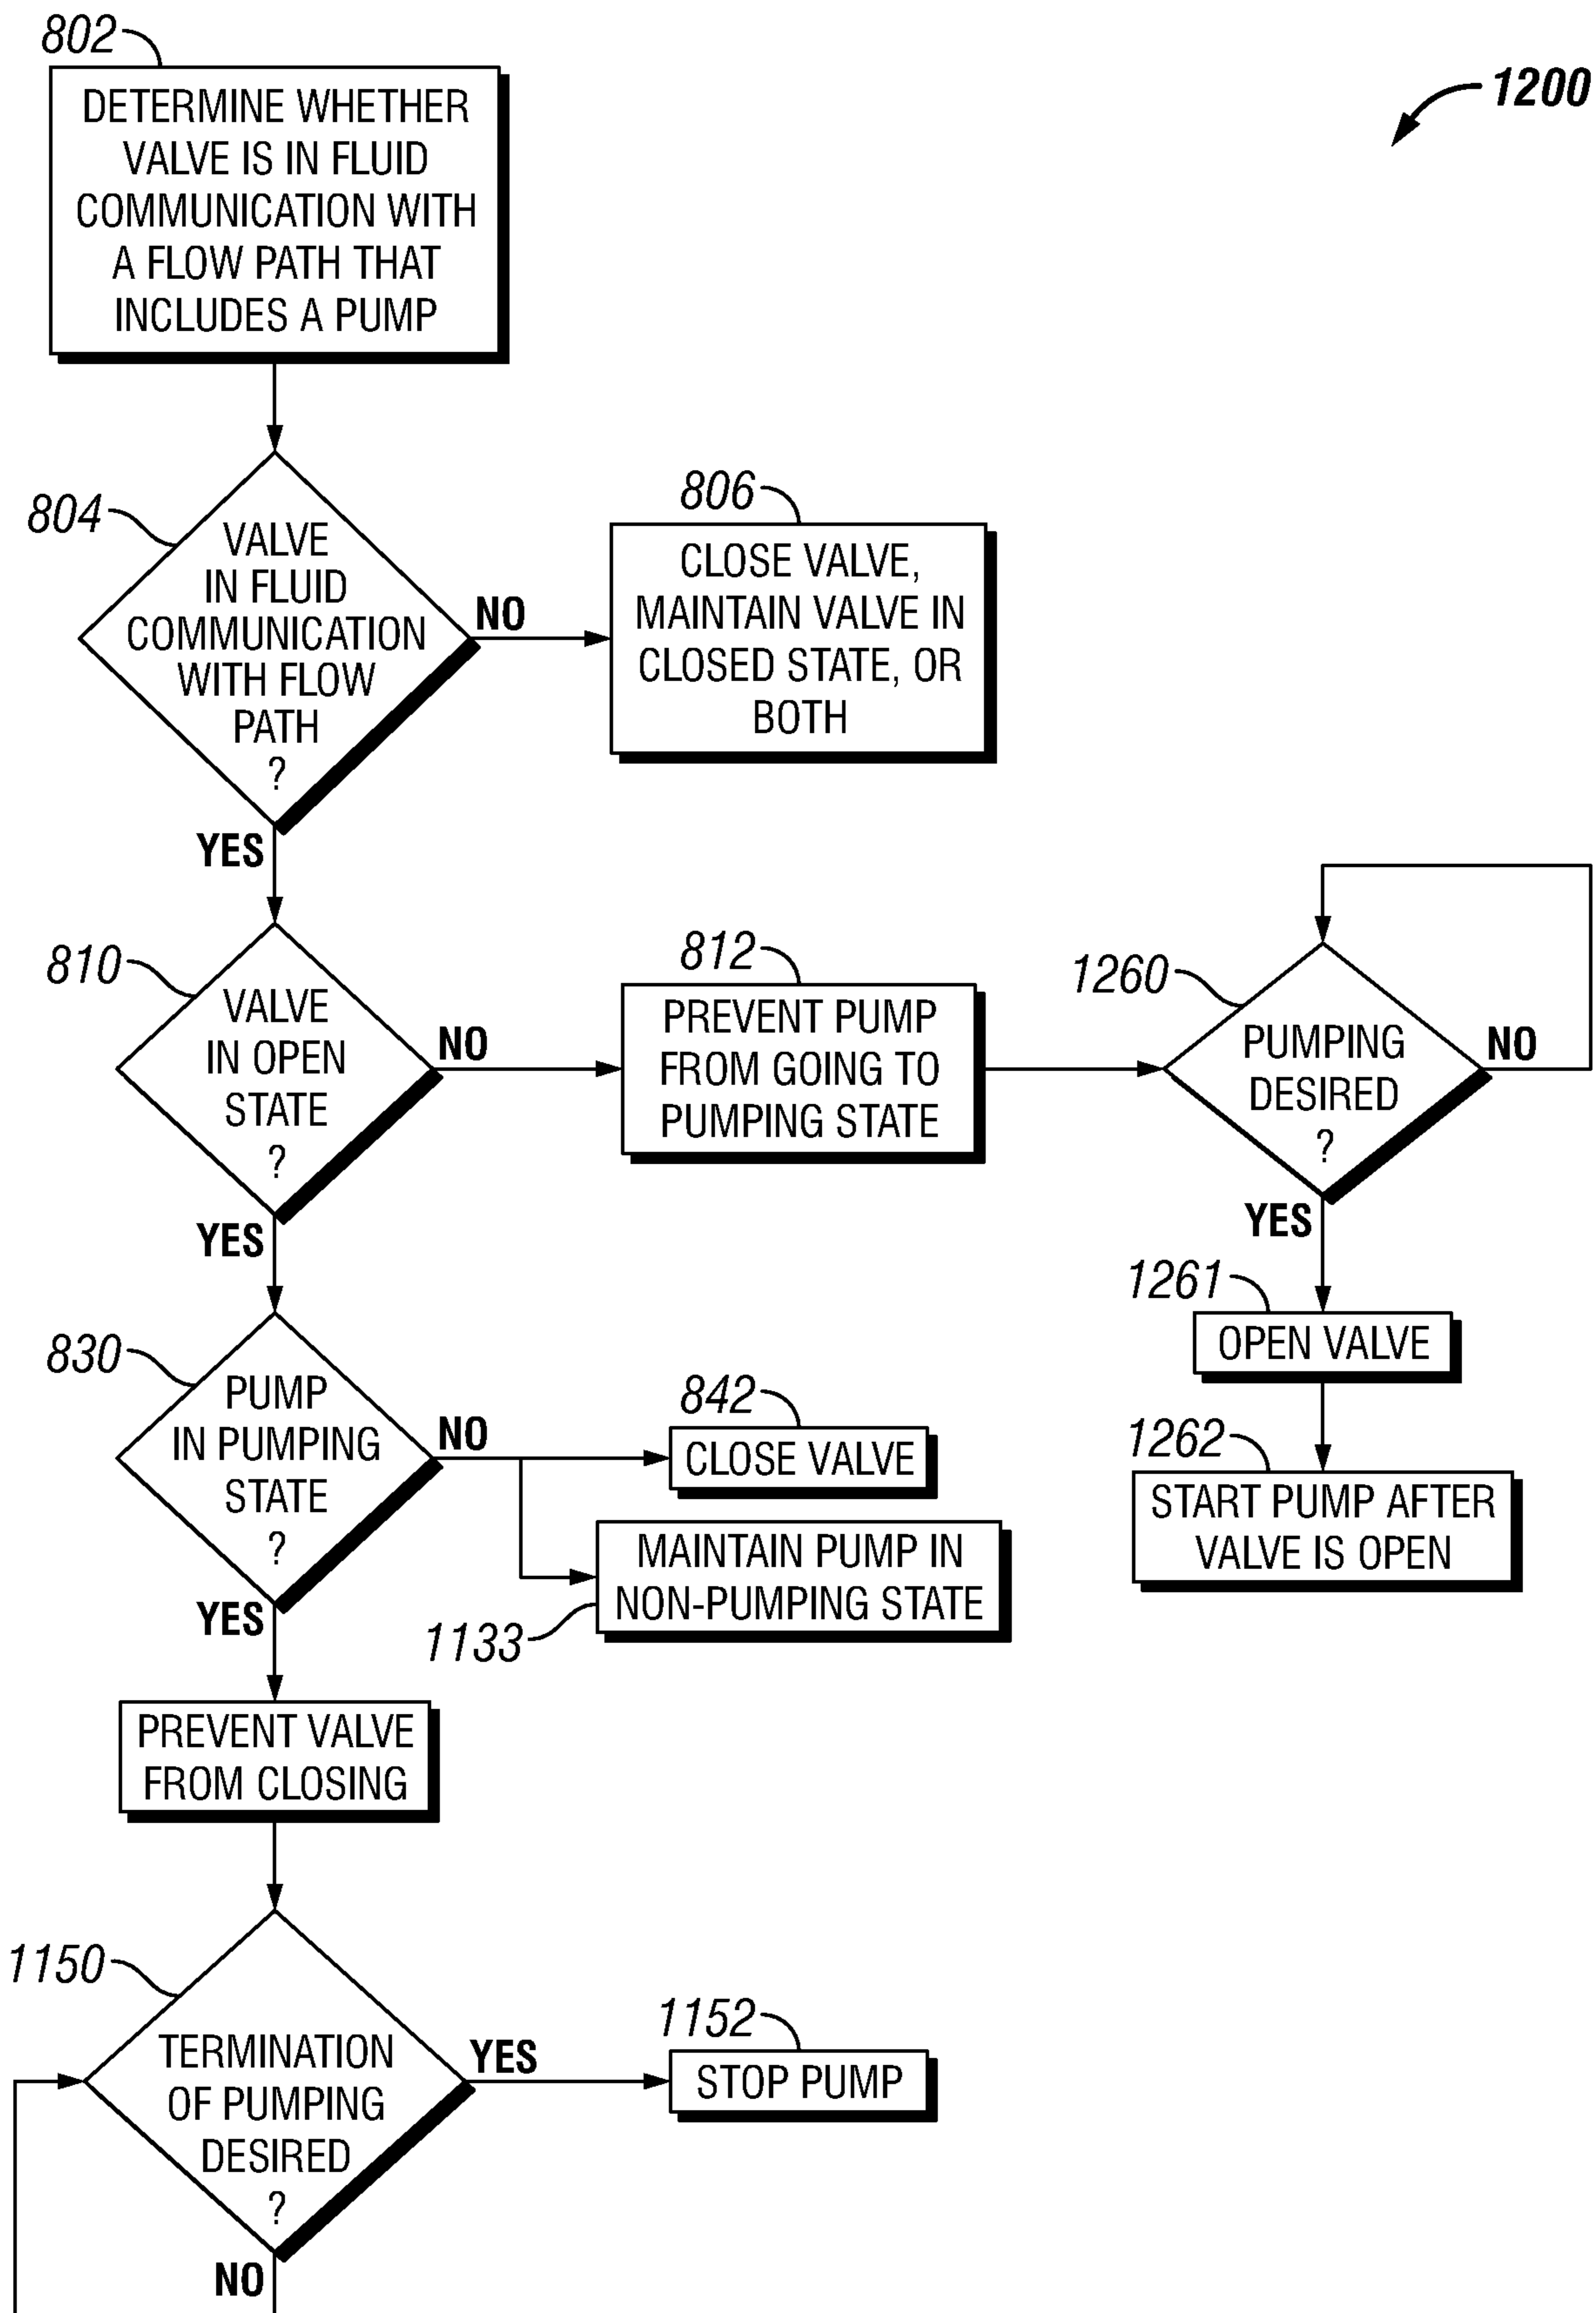 802
1200
DETERMINE WHETHER
VALVE IS IN FLUID
COMMUNICATION WITH
A FLOW PATH THAT
INCLUDES A PUMP
804
VALVE
IN FLUID
COMMUNICATION
WITH FLOW
PATH
?
NO
YES
806
CLOSE VALVE,
MAINTAIN VALVE IN
CLOSED STATE, OR
BOTH
810
VALVE
IN OPEN
STATE
?
NO
YES
812
PREVENT PUMP
FROM GOING TO
PUMPING STATE
1260
PUMPING
DESIRED
?
NO
YES
1261
OPEN VALVE
1262
START PUMP AFTER
VALVE IS OPEN
830
PUMP
IN PUMPING
STATE
?
NO
YES
842
CLOSE VALVE
MAINTAIN PUMP IN
NON-PUMPING STATE
1133
PREVENT VALVE
FROM CLOSING
1150
TERMINATION
OF PUMPING
DESIRED
?
YES
NO
1152
STOP PUMP